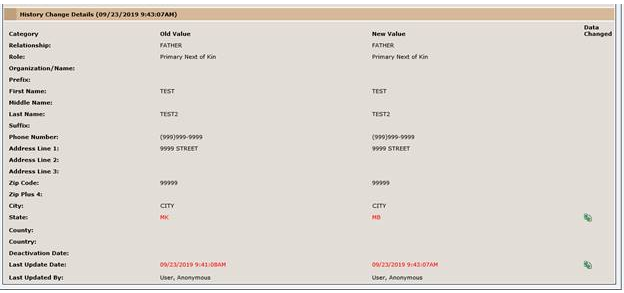 History Change Details (09/23/2019 9:43:07AM)
Category Old Value New Value Data Changed
Relationship: FATHER FATHER
Role: Primary Next of Kin Primary Next of Kin
Organization/Name:
Prefix:
First Name: TEST TEST
Middle Name:
Last Name: TEST2 TEST2
Suffix:
Phone Number: (999)999-9999 (999)999-9999
Address Line 1: 9999 STREET 9999 STREET
Address Line 2:
Address Line 3:
Zip Code: 99999 99999
Zip Plus 4:
City: CITY CITY
State: MK MB
County:
Country:
Deactivation Date:
Last Update Date: 09/23/2019 9:41:08AM 09/23/2019 9:43:07AM
Last Updated By: User, Anonymous User, Anonymous